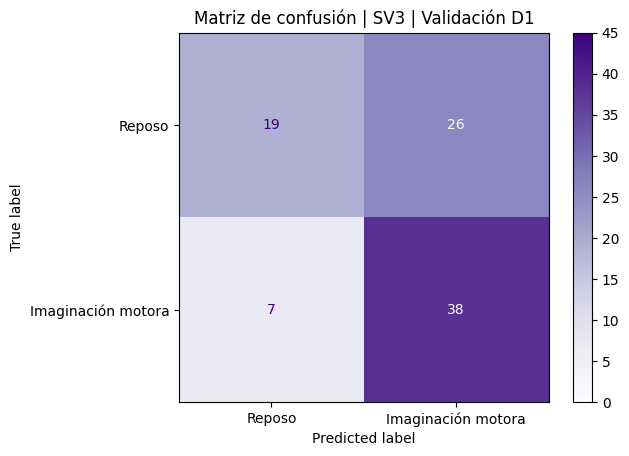 Matriz de confusión | SV3 | Validación D1
True label
Reposo
19
26
Imaginación motora
7
38
Reposo
Imaginación motora
Predicted label
45
40
35
30
25
20
15
10
5
0